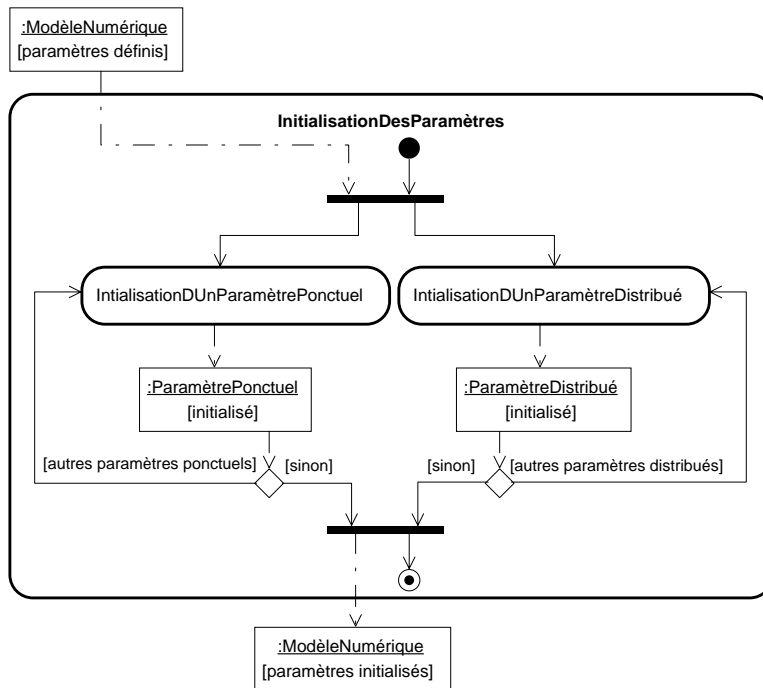 :ModèleNumérique
[paramètres définis]
InitialisationDesParamètres
IntialisationDUnParamètrePonctuel
IntialisationDUnParamètreDistribué
:ParamètrePonctuel
[initialisé]
:ParamètreDistribué
[initialisé]
[autres paramètres ponctuels]
[sinon]
[sinon]
[autres paramètres distribués]
:ModèleNumérique
[paramètres initialisés]